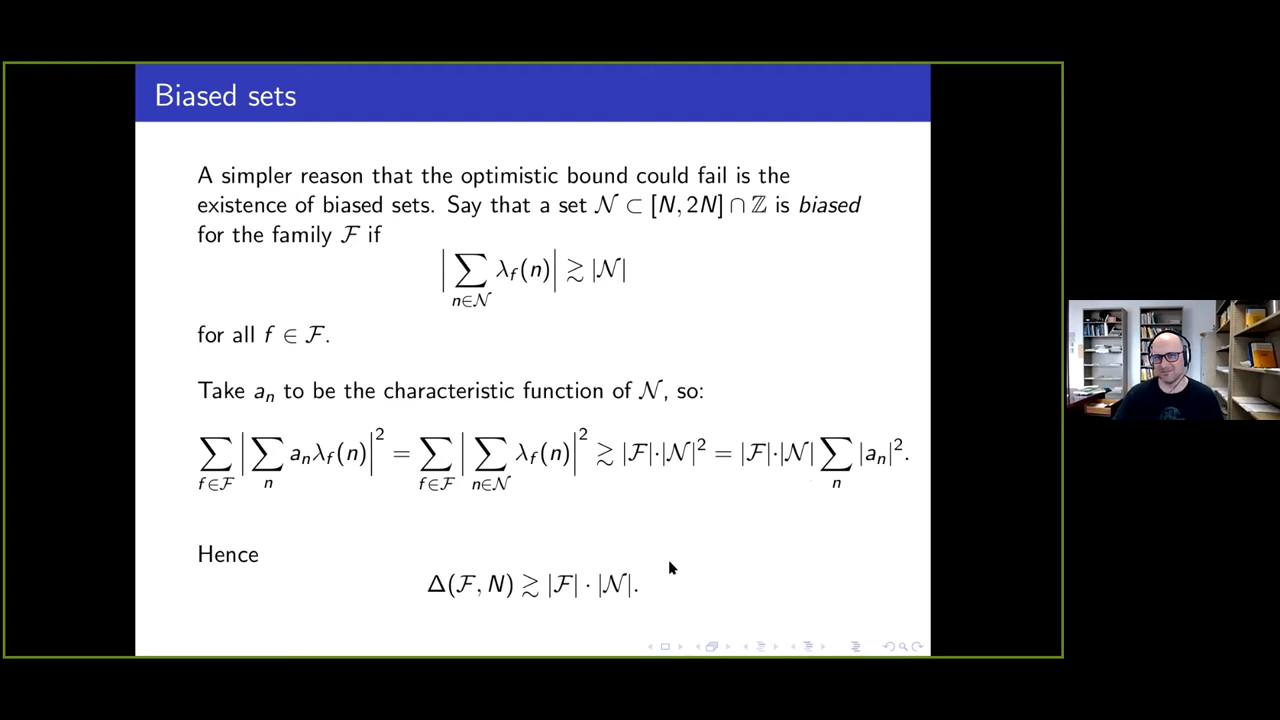 Biased sets
A simpler reason that the optimistic bound could fail is the
existence of biased sets. Say that a set 𝒩 ⊂ [N, 2N] ∩ ℤ is biased
for the family ℱ if
|∑_{n∈𝒩} λ_f(n)| ≳ |𝒩|
for all f ∈ ℱ.
Take a_n to be the characteristic function of 𝒩, so:
∑_{f∈ℱ} |∑_n a_n λ_f(n)|² = ∑_{f∈ℱ} |∑_{n∈𝒩} λ_f(n)|² ≳ |ℱ|·|𝒩|² = |ℱ|·|𝒩| ∑_n |a_n|².
Hence
Δ(ℱ, N) ≳ |ℱ| · |𝒩|.